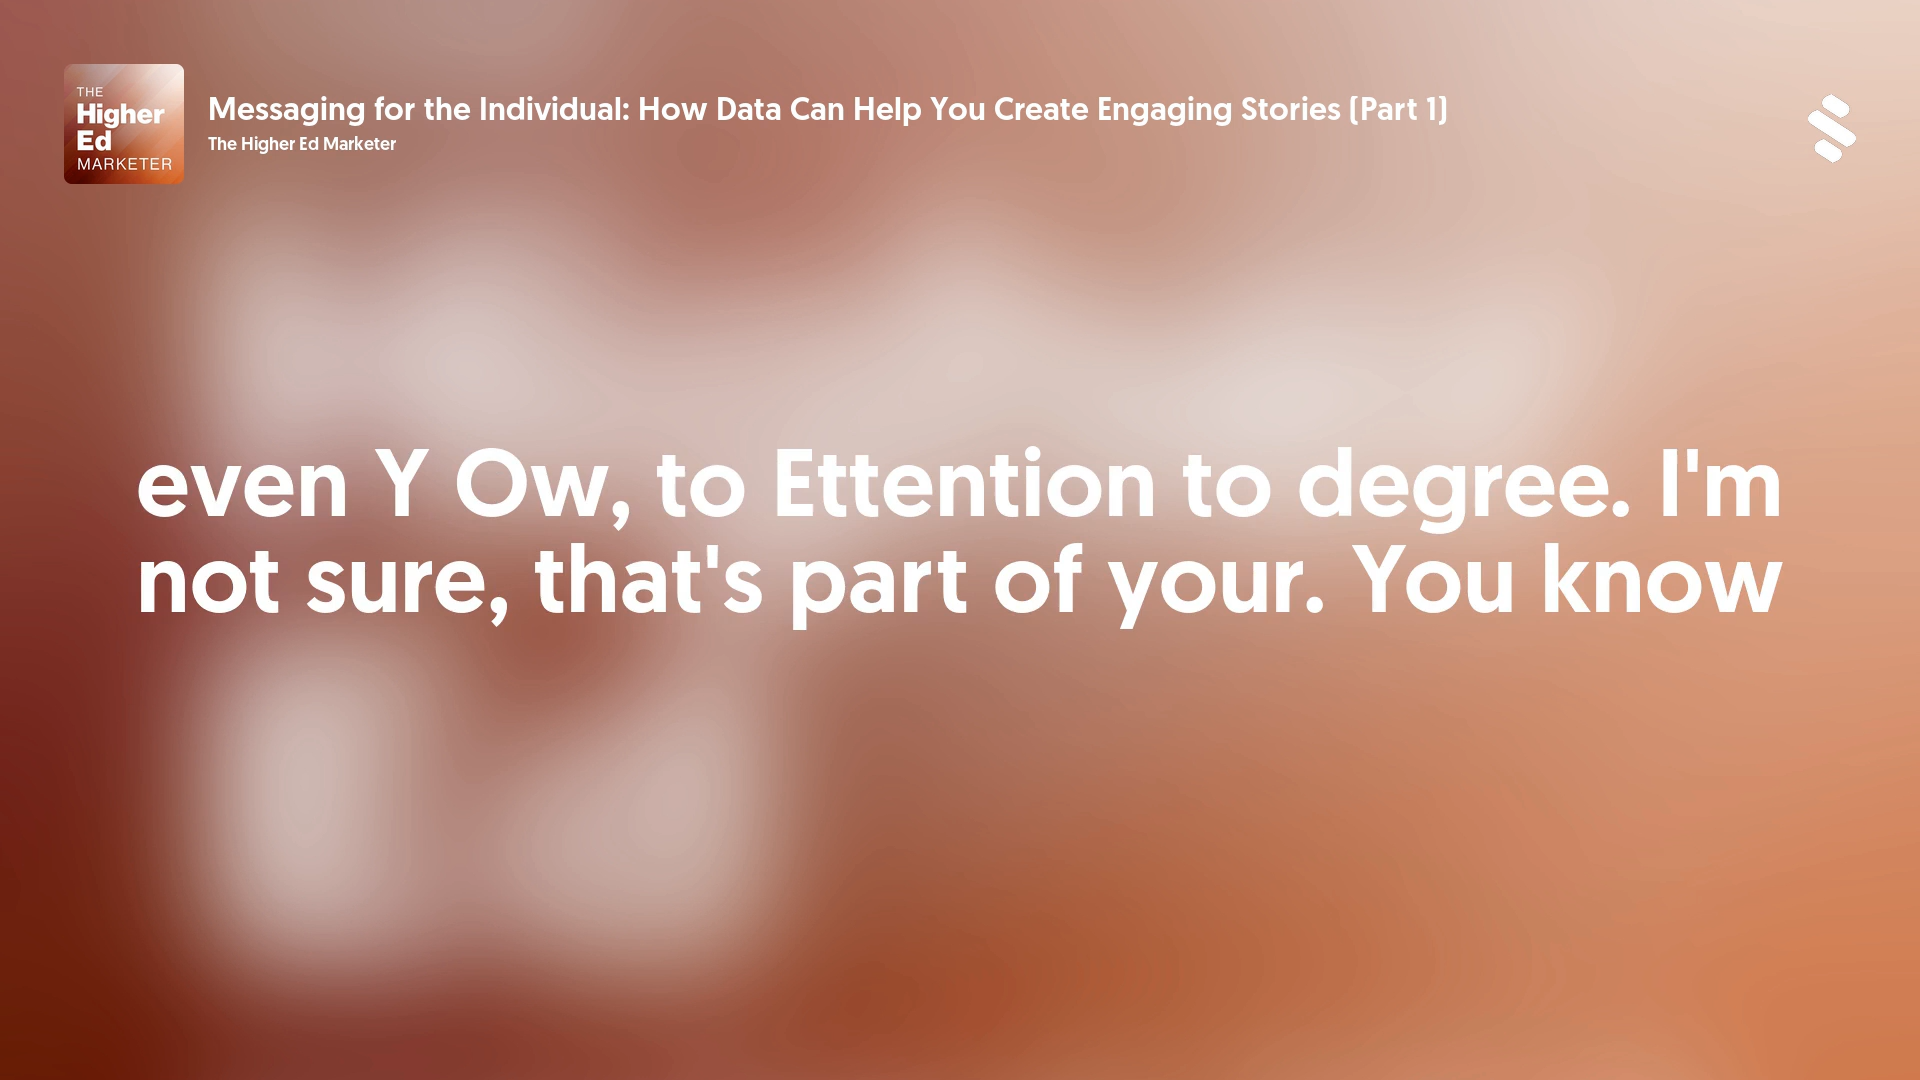 THE
Higher
Ed
MARKETER
Messaging for the Individual: How Data Can Help You Create Engaging Stories (Part 1)
The Higher Ed Marketer
even Y Ow, to Ettention to degree. I'm
not sure, that's part of your. You know